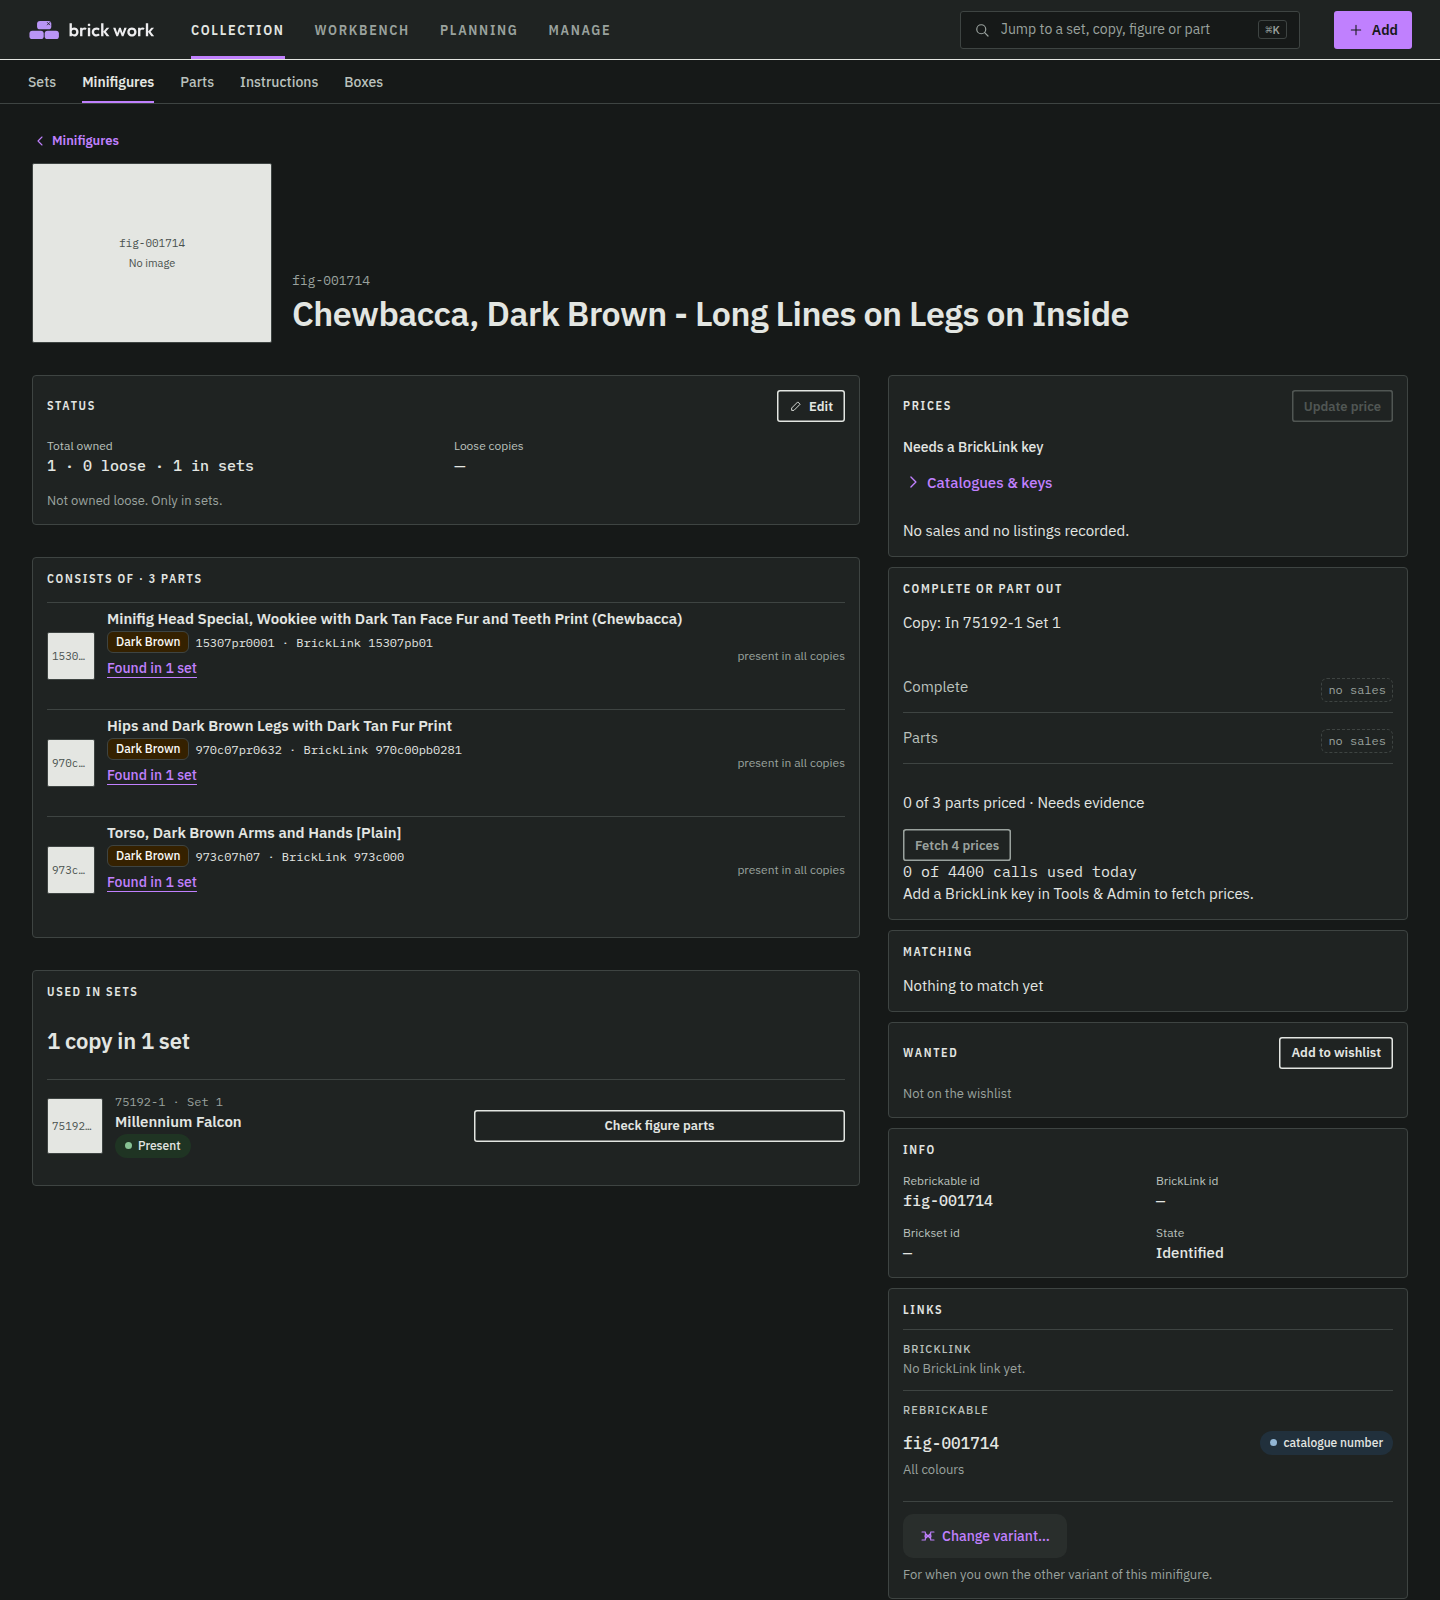 brick work
COLLECTION
WORKBENCH
PLANNING
MANAGE
Jump to a set, copy, figure or part
⌘K
+ Add
Sets
Minifigures
Parts
Instructions
Boxes
Minifigures
fig-001714
No image
fig-001714
Chewbacca, Dark Brown - Long Lines on Legs on Inside
STATUS
Edit
Total owned
1 · 0 loose · 1 in sets
Loose copies
—
Not owned loose. Only in sets.
CONSISTS OF · 3 PARTS
1530…
Minifig Head Special, Wookiee with Dark Tan Face Fur and Teeth Print (Chewbacca)
Dark Brown 15307pr0001 · BrickLink 15307pb01
Found in 1 set
present in all copies
970c…
Hips and Dark Brown Legs with Dark Tan Fur Print
Dark Brown 970c07pr0632 · BrickLink 970c00pb0281
Found in 1 set
present in all copies
973c…
Torso, Dark Brown Arms and Hands [Plain]
Dark Brown 973c07h07 · BrickLink 973c000
Found in 1 set
present in all copies
USED IN SETS
1 copy in 1 set
75192…
75192-1 · Set 1
Millennium Falcon
Present
Check figure parts
PRICES
Update price
Needs a BrickLink key
Catalogues & keys
No sales and no listings recorded.
COMPLETE OR PART OUT
Copy: In 75192-1 Set 1
Complete
no sales
Parts
no sales
0 of 3 parts priced · Needs evidence
Fetch 4 prices
0 of 4400 calls used today
Add a BrickLink key in Tools & Admin to fetch prices.
MATCHING
Nothing to match yet
WANTED
Add to wishlist
Not on the wishlist
INFO
Rebrickable id
fig-001714
BrickLink id
—
Brickset id
—
State
Identified
LINKS
BRICKLINK
No BrickLink link yet.
REBRICKABLE
fig-001714
catalogue number
All colours
Change variant…
For when you own the other variant of this minifigure.